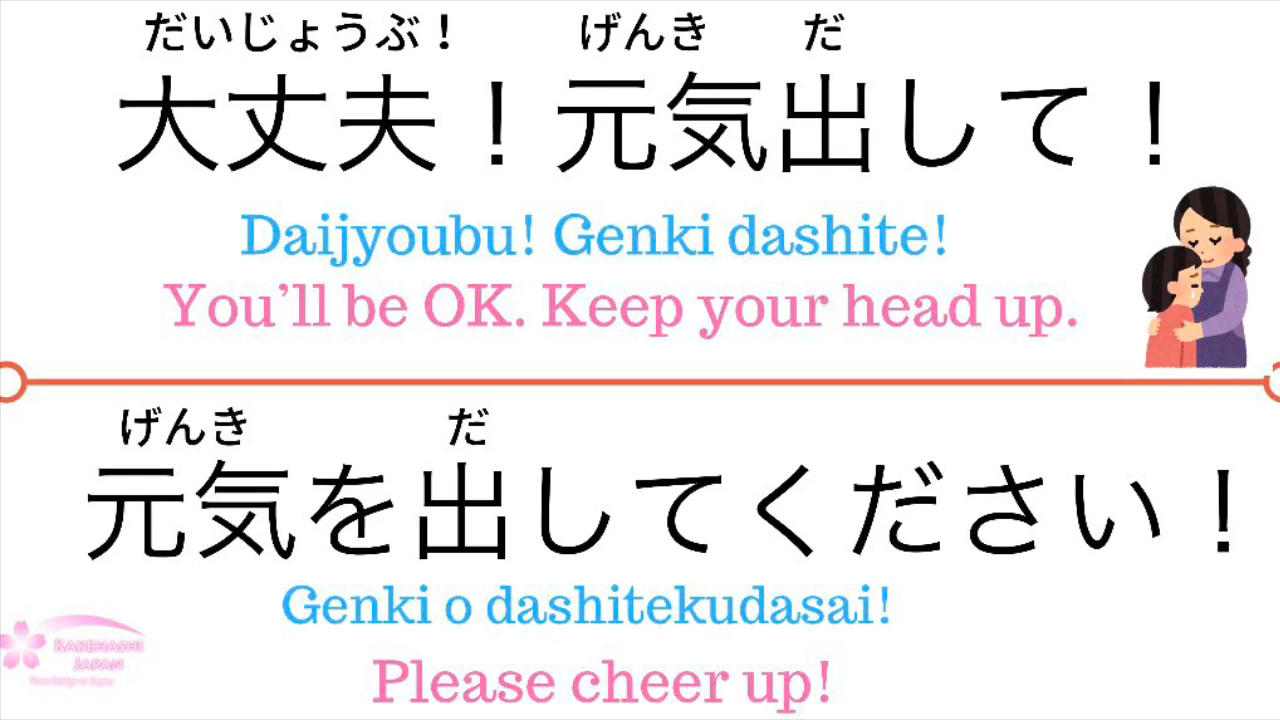 だいじょうぶ！ げんき だ
大丈夫！元気出して！
Daijyoubu! Genki dashite!
You’ll be OK. Keep your head up.
げんき だ
元気を出してください！
Genki o dashitekudasai!
Please cheer up!
KAKEHASHI
JAPAN